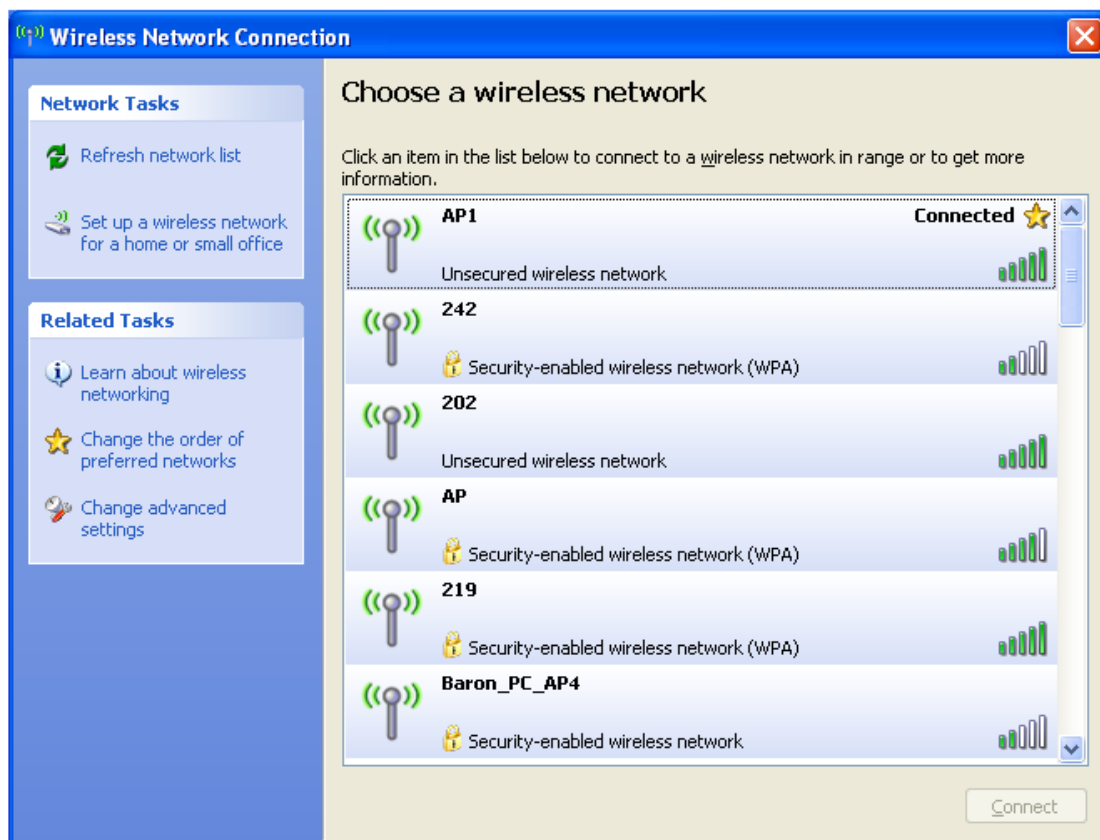 Wireless Network Connection
Network Tasks
Refresh network list
Set up a wireless network
for a home or small office
Related Tasks
Learn about wireless
networking
Change the order of
preferred networks
Change advanced
settings
Choose a wireless network
Click an item in the list below to connect to a wireless network in range or to get more
information.
AP1 Connected
Unsecured wireless network
242
Security-enabled wireless network (WPA)
202
Unsecured wireless network
AP
Security-enabled wireless network (WPA)
219
Security-enabled wireless network (WPA)
Baron_PC_AP4
Security-enabled wireless network
Connect